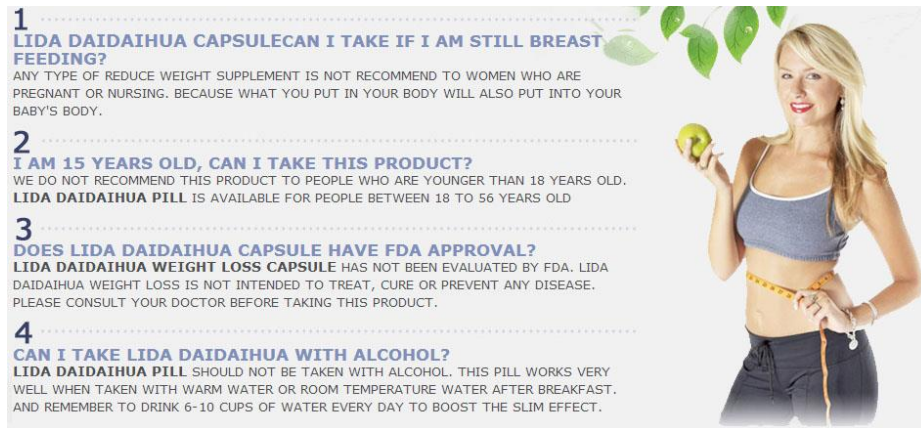 1
LIDA DAIDAIHUA CAPSULECAN I TAKE IF I AM STILL BREAST
FEEDING?
ANY TYPE OF REDUCE WEIGHT SUPPLEMENT IS NOT RECOMMEND TO WOMEN WHO ARE
PREGNANT OR NURSING. BECAUSE WHAT YOU PUT IN YOUR BODY WILL ALSO PUT INTO YOUR
BABY'S BODY.
2
I AM 15 YEARS OLD, CAN I TAKE THIS PRODUCT?
WE DO NOT RECOMMEND THIS PRODUCT TO PEOPLE WHO ARE YOUNGER THAN 18 YEARS OLD.
LIDA DAIDAIHUA PILL IS AVAILABLE FOR PEOPLE BETWEEN 18 TO 56 YEARS OLD
3
DOES LIDA DAIDAIHUA CAPSULE HAVE FDA APPROVAL?
LIDA DAIDAIHUA WEIGHT LOSS CAPSULE HAS NOT BEEN EVALUATED BY FDA. LIDA
DAIDAIHUA WEIGHT LOSS IS NOT INTENDED TO TREAT, CURE OR PREVENT ANY DISEASE.
PLEASE CONSULT YOUR DOCTOR BEFORE TAKING THIS PRODUCT.
4
CAN I TAKE LIDA DAIDAIHUA WITH ALCOHOL?
LIDA DAIDAIHUA PILL SHOULD NOT BE TAKEN WITH ALCOHOL. THIS PILL WORKS VERY
WELL WHEN TAKEN WITH WARM WATER OR ROOM TEMPERATURE WATER AFTER BREAKFAST.
AND REMEMBER TO DRINK 6-10 CUPS OF WATER EVERY DAY TO BOOST THE SLIM EFFECT.